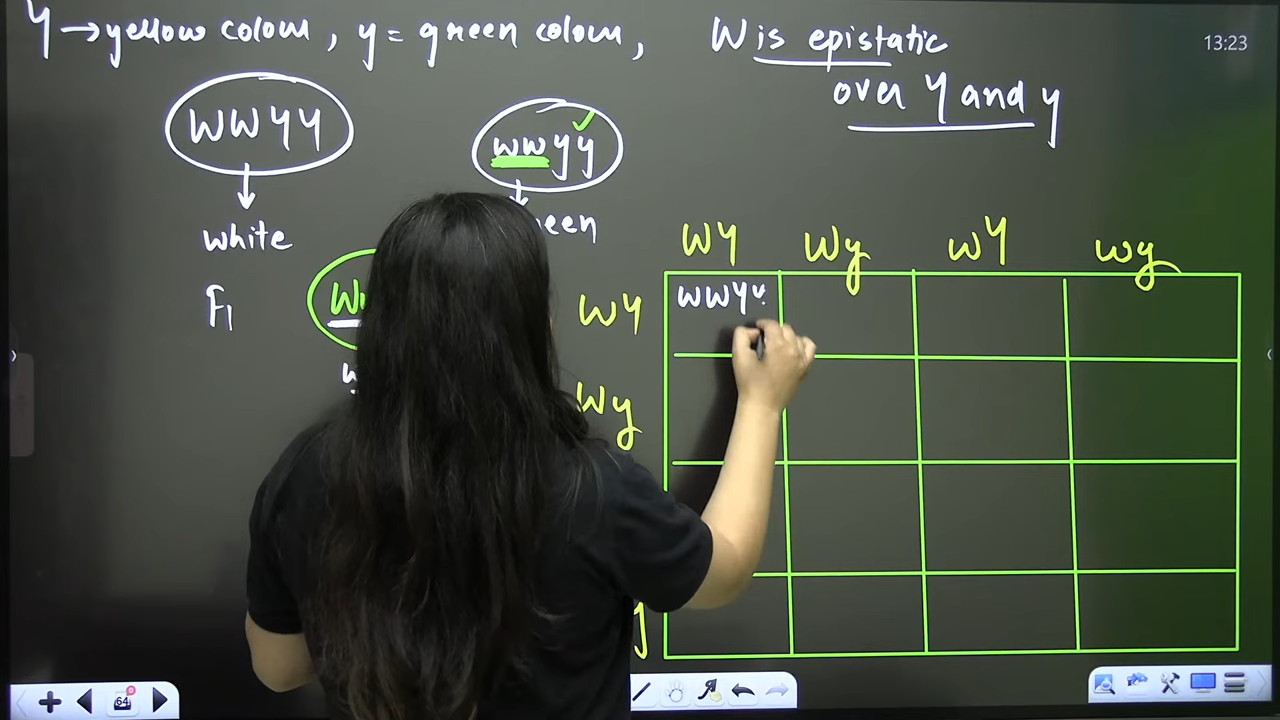 Y → yellow colour, y = green colour, W is epistatic
over Y and y
13:23
WWYY
wwyy
white
WY Wy wY wy
F1
WY WWYY
Wy
64